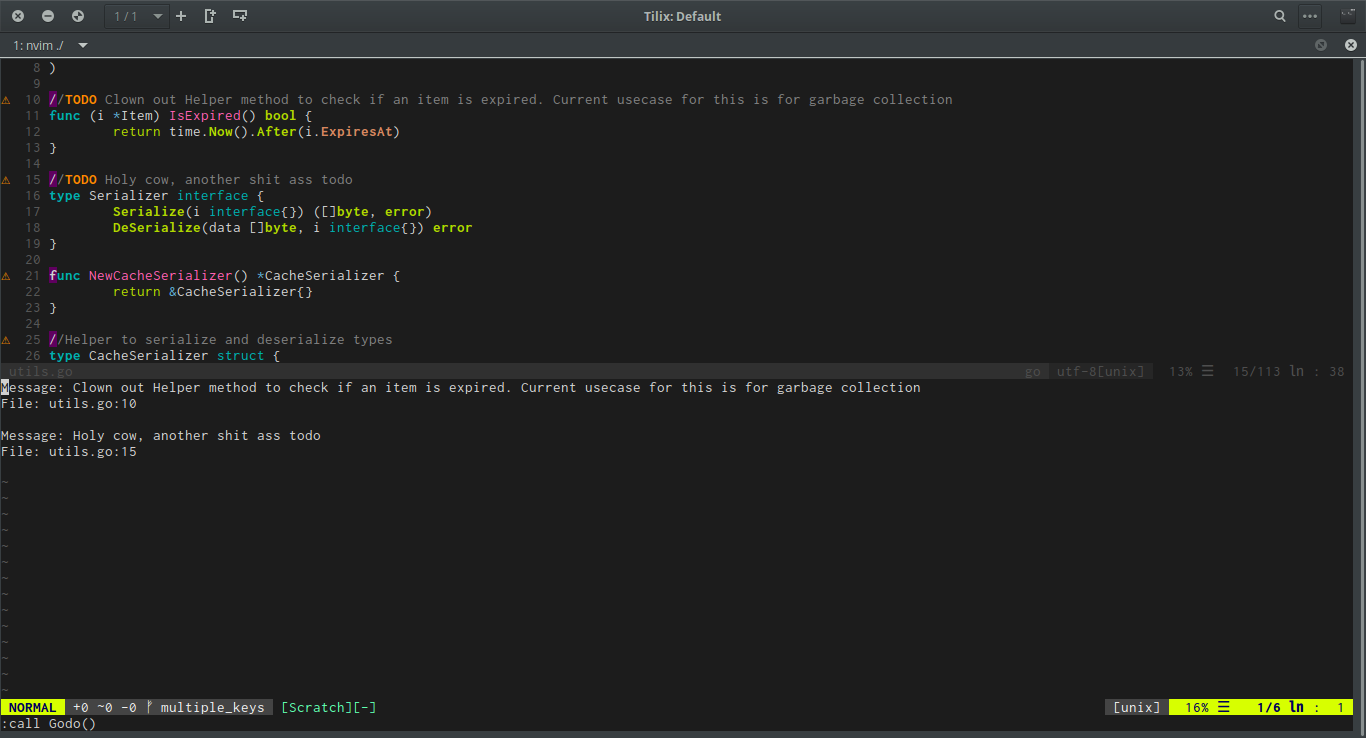 1 / 1
Tilix: Default
1: nvim ./
8 )
9
⚠ 10 //TODO Clown out Helper method to check if an item is expired. Current usecase for this is for garbage collection
11 func (i *Item) IsExpired() bool {
12         return time.Now().After(i.ExpiresAt)
13 }
14
⚠ 15 //TODO Holy cow, another shit ass todo
16 type Serializer interface {
17         Serialize(i interface{}) ([]byte, error)
18         DeSerialize(data []byte, i interface{}) error
19 }
20
⚠ 21 func NewCacheSerializer() *CacheSerializer {
22         return &CacheSerializer{}
23 }
24
⚠ 25 //Helper to serialize and deserialize types
26 type CacheSerializer struct {
utils.go go utf-8[unix] 13% ☰ 15/113 ln : 38
Message: Clown out Helper method to check if an item is expired. Current usecase for this is for garbage collection
File: utils.go:10
Message: Holy cow, another shit ass todo
File: utils.go:15
~
~
~
~
~
~
~
~
~
~
~
~
~
~
NORMAL +0 ~0 -0 ᚠ multiple_keys [Scratch][-] [unix] 16% ☰ 1/6 ln : 1
:call Godo()